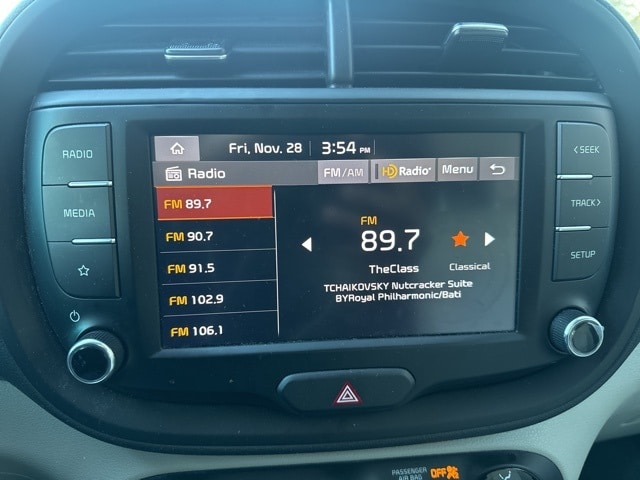 Fri, Nov. 28 3:54 PM
Radio FM/AM HD Radio Menu
RADIO
MEDIA
FM 89.7
FM 90.7
FM 91.5
FM 102.9
FM 106.1
FM
89.7
TheClass Classical
TCHAIKOVSKY Nutcracker Suite
BYRoyal Philharmonic/Bati
< SEEK
TRACK >
SETUP
PASSENGER
AIR BAG OFF